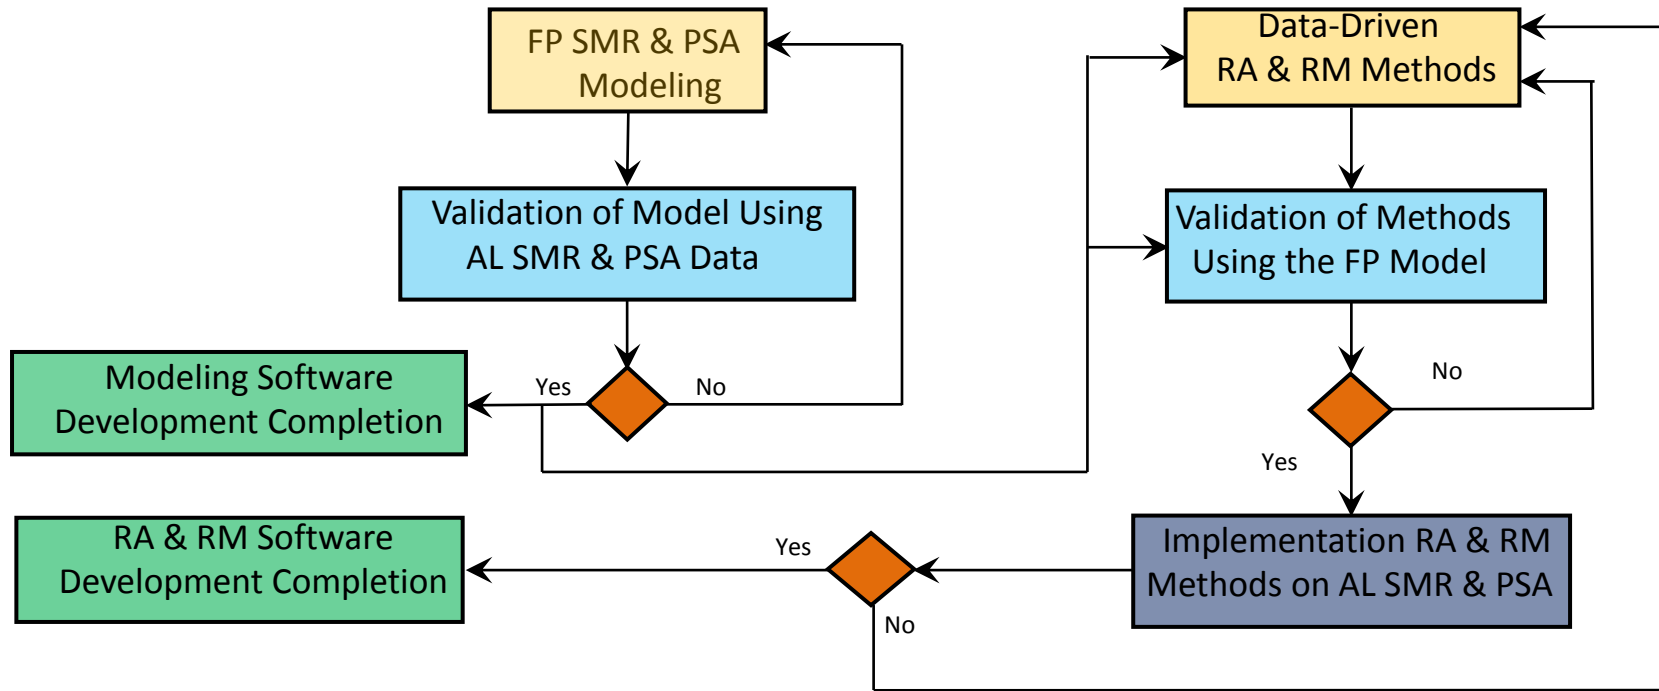 FP SMR & PSA
Modeling
Data-Driven
RA & RM Methods
Validation of Model Using
AL SMR & PSA Data
Validation of Methods
Using the FP Model
Modeling Software
Development Completion
Yes
No
No
Yes
RA & RM Software
Development Completion
Yes
No
Implementation RA & RM
Methods on AL SMR & PSA